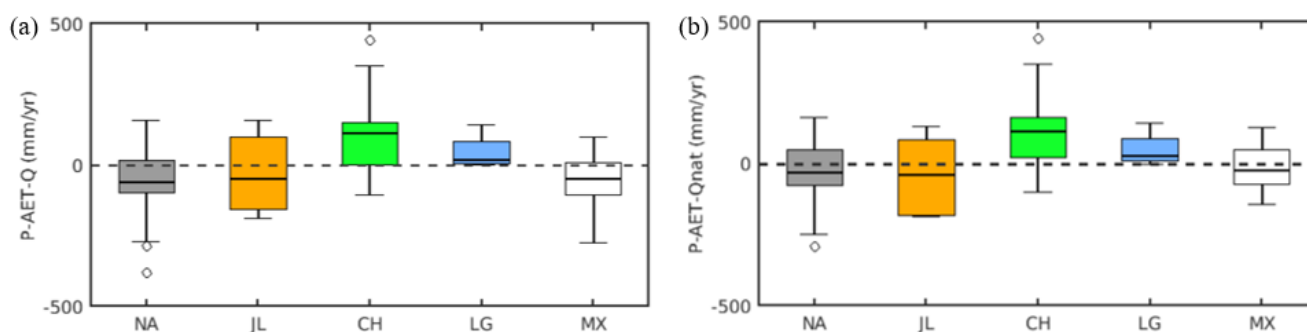 (a)
P-AET-Q (mm/yr)
500
0
-500
NA JL CH LG MX
(b)
P-AET-Qnat (mm/yr)
500
0
-500
NA JL CH LG MX